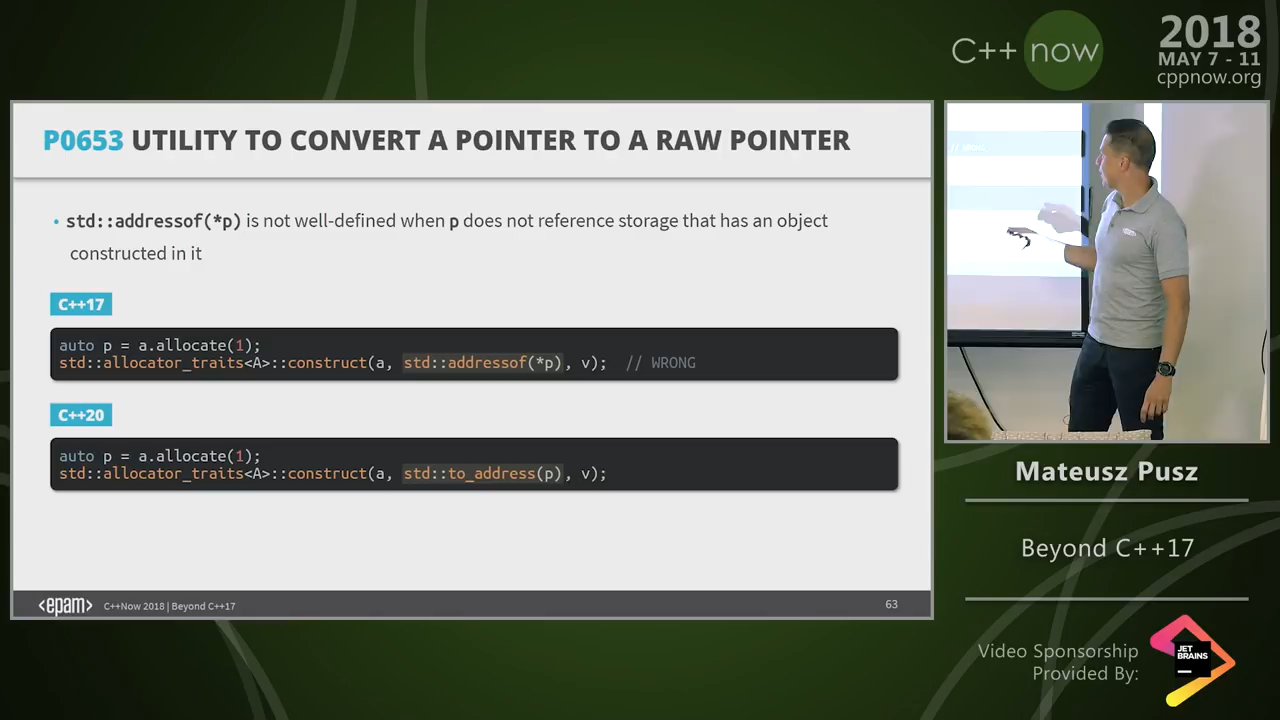 C++ now
2018
MAY 7 - 11
cppnow.org
P0653 UTILITY TO CONVERT A POINTER TO A RAW POINTER
• std::addressof(*p) is not well-defined when p does not reference storage that has an object
constructed in it
C++17
auto p = a.allocate(1);
std::allocator_traits<A>::construct(a, std::addressof(*p), v); // WRONG
C++20
auto p = a.allocate(1);
std::allocator_traits<A>::construct(a, std::to_address(p), v);
<epam> C++Now 2018 | Beyond C++17
63
Mateusz Pusz
Beyond C++17
Video Sponsorship
Provided By:
JET
BRAINS